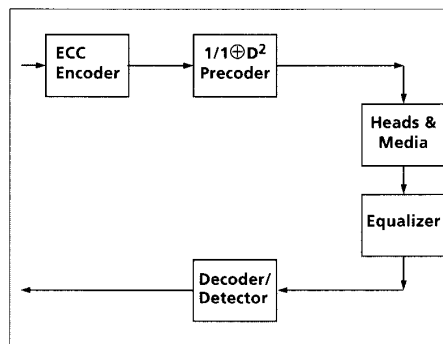 ECC
Encoder
1/1⊕D²
Precoder
Heads &
Media
Equalizer
Decoder/
Detector